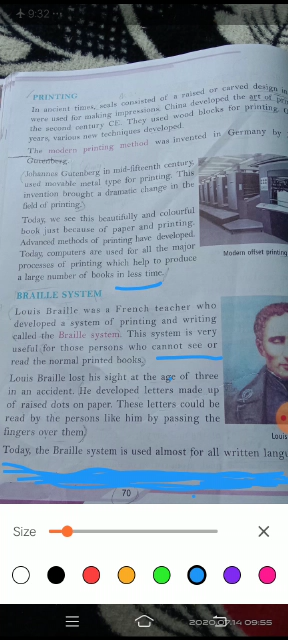 9:32
PRINTING
In ancient times, seals consisted of a raised or carved design
were used for making impressions. China developed the art of
the second century CE. They used wood blocks for printing.
years, various new techniques developed.
The modern printing method was invented in Germany by
Gutenberg.
Johannes Gutenberg in mid-fifteenth century,
used movable metal type for printing. This
invention brought a dramatic change in the
field of printing.
Today, we see this beautifully and colourful
book just because of paper and printing.
Advanced methods of printing have developed.
Today, computers are used for all the major
processes of printing which help to produce
a large number of books in less time.
Modern offset printing
BRAILLE SYSTEM
Louis Braille was a French teacher who
developed a system of printing and writing
called the Braille system. This system is very
useful for those persons who cannot see or
read the normal printed books.
Louis Braille lost his sight at the age of three
in an accident. He developed letters made up
of raised dots on paper. These letters could be
read by the persons like him by passing the
fingers over them.
Louis
Today, the Braille system is used almost for all written
70
Size
2020.07.14 09:55